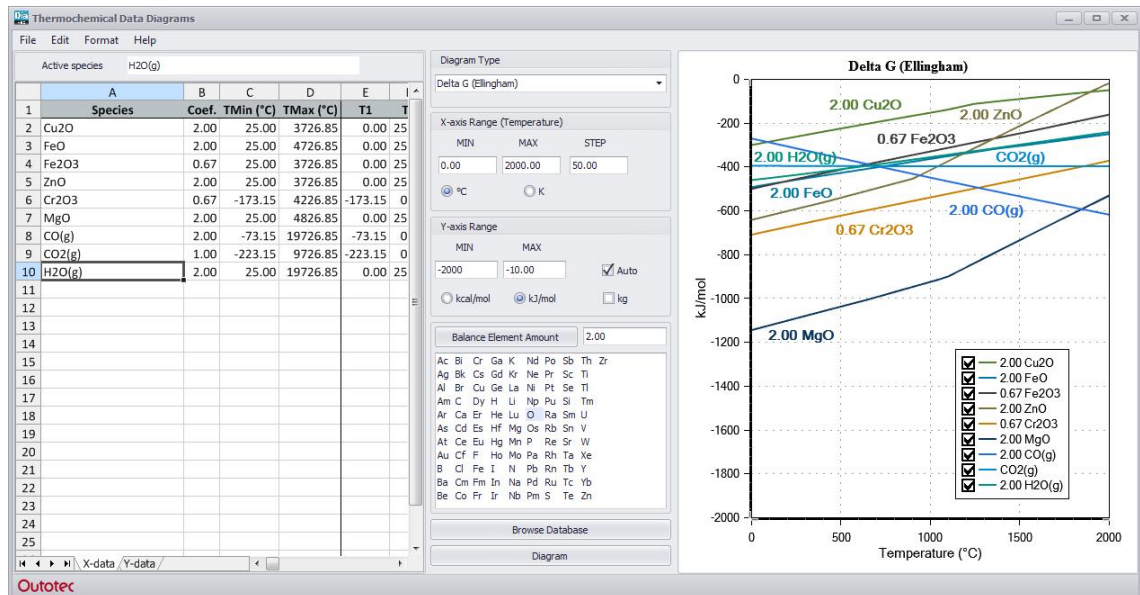 Thermochemical Data Diagrams
File Edit Format Help
Active species H2O(g)
A B C D E
1 Species Coef. TMin (°C) TMax (°C) T1 T
2 Cu2O 2.00 25.00 3726.85 0.00 25
3 FeO 2.00 25.00 4726.85 0.00 25
4 Fe2O3 0.67 25.00 3726.85 0.00 25
5 ZnO 2.00 25.00 3726.85 0.00 25
6 Cr2O3 0.67 -173.15 4226.85 -173.15 0
7 MgO 2.00 25.00 4826.85 0.00 25
8 CO(g) 2.00 -73.15 19726.85 -73.15 0
9 CO2(g) 1.00 -223.15 9726.85 -223.15 0
10 H2O(g) 2.00 25.00 19726.85 0.00 25
11
12
13
14
15
16
17
18
19
20
21
22
23
24
25
X-data Y-data
Outotec
Diagram Type
Delta G (Ellingham)
X-axis Range (Temperature)
MIN MAX STEP
0.00 2000.00 50.00
°C K
Y-axis Range
MIN MAX
-2000 -10.00 Auto
kcal/mol kJ/mol kg
Balance Element Amount 2.00
Ac Bi Cr Ga K Nd Po Sb Th Zr
Ag Bk Cs Gd Kr Ne Pr Sc Ti
Al Br Cu Ge La Ni Pt Se Tl
Am C Dy H Li Np Pu Si Tm
Ar Ca Er He Lu O Ra Sm U
As Cd Es Hf Mg Os Rb Sn V
At Ce Eu Hg Mn P Re Sr W
Au Cf F Ho Mo Pa Rh Ta Xe
B Cl Fe I N Pb Rn Tb Y
Ba Cm Fm In Na Pd Ru Tc Yb
Be Co Fr Ir Nb Pm S Te Zn
Browse Database
Diagram
Delta G (Ellingham)
0
-200
-400
-600
-800
-1000
-1200
-1400
-1600
-1800
-2000
kJ/mol
2.00 Cu2O
2.00 ZnO
0.67 Fe2O3
2.00 H2O(g)
CO2(g)
2.00 FeO
2.00 CO(g)
0.67 Cr2O3
2.00 MgO
2.00 Cu2O
2.00 FeO
0.67 Fe2O3
2.00 ZnO
0.67 Cr2O3
2.00 MgO
2.00 CO(g)
CO2(g)
2.00 H2O(g)
0 500 1000 1500 2000
Temperature (°C)